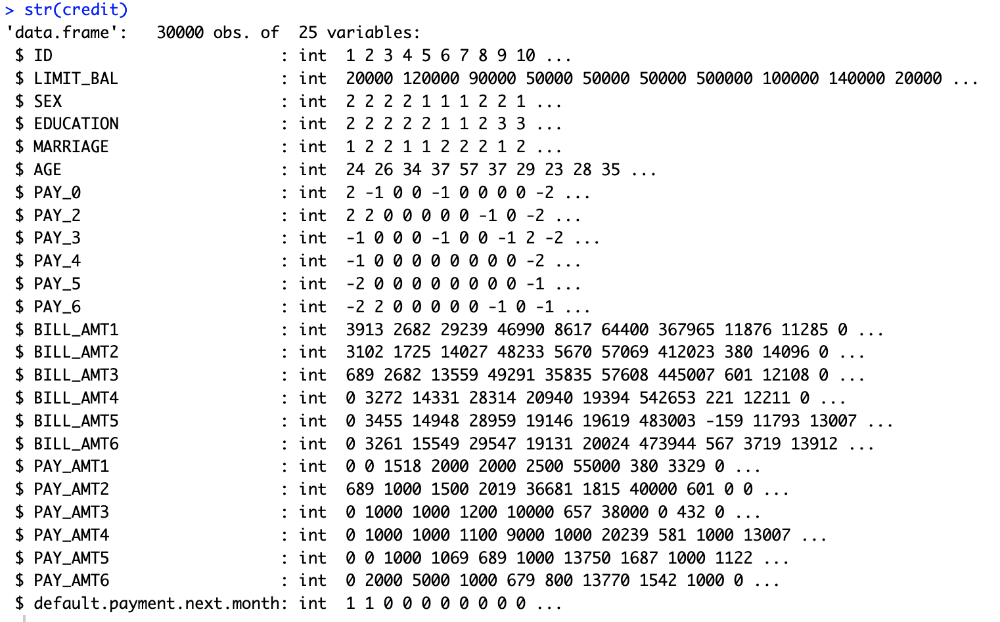 > str(credit)
'data.frame':   30000 obs. of  25 variables:
 $ ID                        : int  1 2 3 4 5 6 7 8 9 10 ...
 $ LIMIT_BAL                 : int  20000 120000 90000 50000 50000 50000 500000 100000 140000 20000 ...
 $ SEX                       : int  2 2 2 2 1 1 1 2 2 1 ...
 $ EDUCATION                 : int  2 2 2 2 2 1 1 2 3 3 ...
 $ MARRIAGE                  : int  1 2 2 1 1 2 2 2 1 2 ...
 $ AGE                       : int  24 26 34 37 57 37 29 23 28 35 ...
 $ PAY_0                     : int  2 -1 0 0 -1 0 0 0 0 -2 ...
 $ PAY_2                     : int  2 2 0 0 0 0 0 -1 0 -2 ...
 $ PAY_3                     : int  -1 0 0 0 -1 0 0 -1 2 -2 ...
 $ PAY_4                     : int  -1 0 0 0 0 0 0 0 0 -2 ...
 $ PAY_5                     : int  -2 0 0 0 0 0 0 0 0 -1 ...
 $ PAY_6                     : int  -2 2 0 0 0 0 0 -1 0 -1 ...
 $ BILL_AMT1                 : int  3913 2682 29239 46990 8617 64400 367965 11876 11285 0 ...
 $ BILL_AMT2                 : int  3102 1725 14027 48233 5670 57069 412023 380 14096 0 ...
 $ BILL_AMT3                 : int  689 2682 13559 49291 35835 57608 445007 601 12108 0 ...
 $ BILL_AMT4                 : int  0 3272 14331 28314 20940 19394 542653 221 12211 0 ...
 $ BILL_AMT5                 : int  0 3455 14948 28959 19146 19619 483003 -159 11793 13007 ...
 $ BILL_AMT6                 : int  0 3261 15549 29547 19131 20024 473944 567 3719 13912 ...
 $ PAY_AMT1                  : int  0 0 1518 2000 2000 2500 55000 380 3329 0 ...
 $ PAY_AMT2                  : int  689 1000 1500 2019 36681 1815 40000 601 0 0 ...
 $ PAY_AMT3                  : int  0 1000 1000 1200 10000 657 38000 0 432 0 ...
 $ PAY_AMT4                  : int  0 1000 1000 1100 9000 1000 20239 581 1000 13007 ...
 $ PAY_AMT5                  : int  0 0 1000 1069 689 1000 13750 1687 1000 1122 ...
 $ PAY_AMT6                  : int  0 2000 5000 1000 679 800 13770 1542 1000 0 ...
 $ default.payment.next.month: int  1 1 0 0 0 0 0 0 0 0 ...